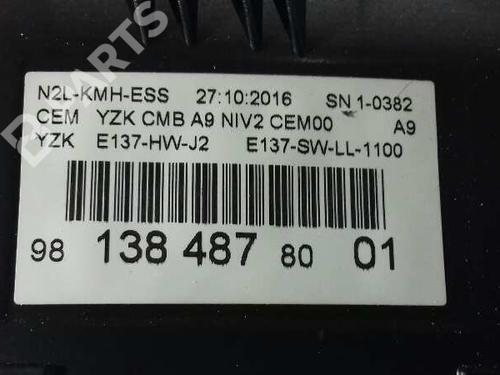 N2L-KMH-ESS 27:10:2016 SN 1-0382
CEM YZK CMB A9 NIV2 CEM00 A9
YZK E137-HW-J2 E137-SW-LL-1100
98 138 487 80 01